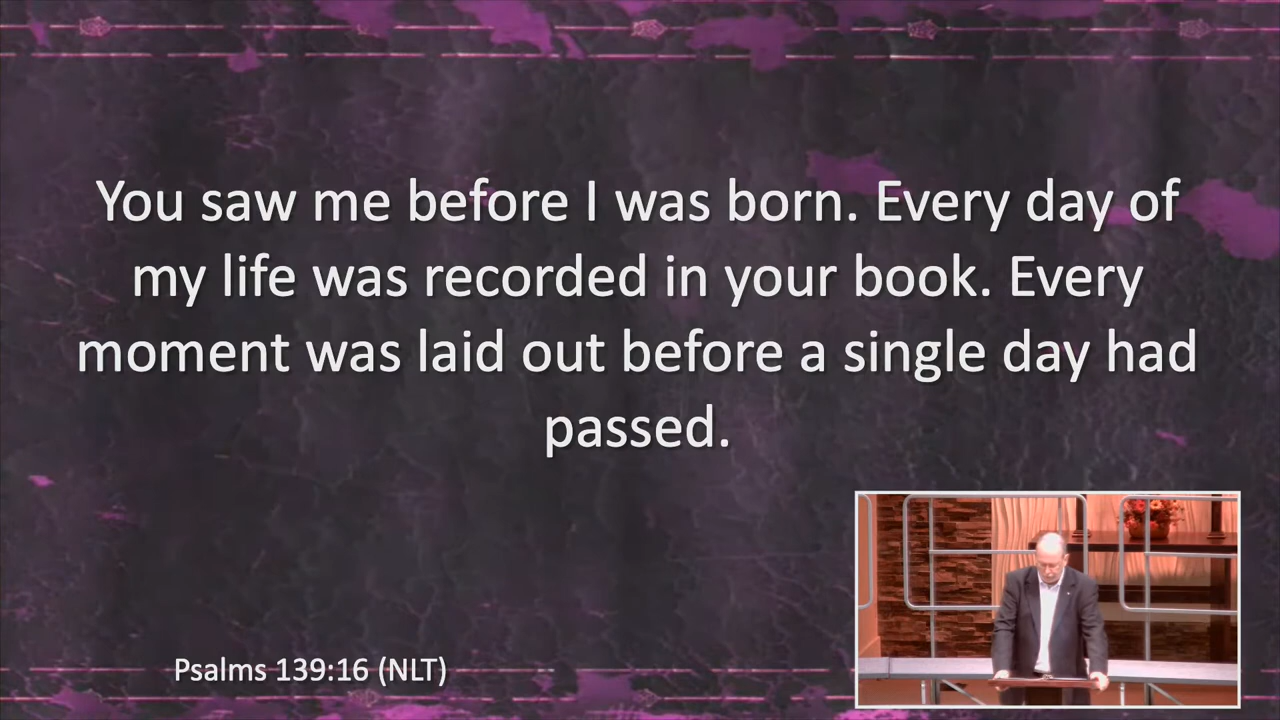 You saw me before I was born. Every day of
my life was recorded in your book. Every
moment was laid out before a single day had
passed.
Psalms 139:16 (NLT)